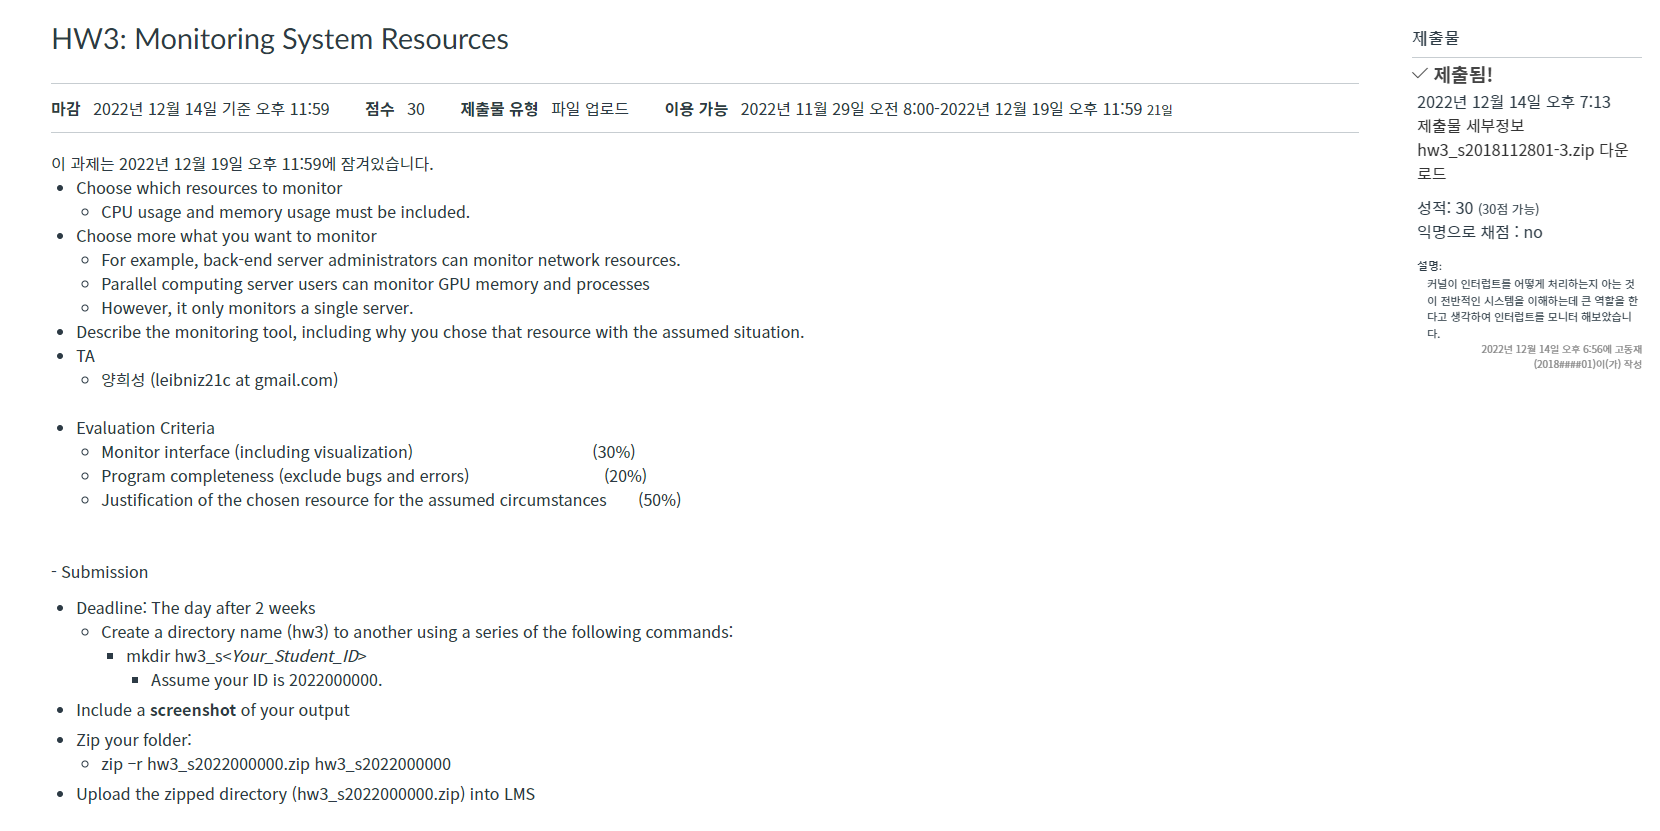 HW3: Monitoring System Resources
마감 2022년 12월 14일 기준 오후 11:59 점수 30 제출물 유형 파일 업로드 이용 가능 2022년 11월 29일 오전 8:00-2022년 12월 19일 오후 11:59 21일
이 과제는 2022년 12월 19일 오후 11:59에 잠겨있습니다.
• Choose which resources to monitor
◦ CPU usage and memory usage must be included.
• Choose more what you want to monitor
◦ For example, back-end server administrators can monitor network resources.
◦ Parallel computing server users can monitor GPU memory and processes
◦ However, it only monitors a single server.
• Describe the monitoring tool, including why you chose that resource with the assumed situation.
• TA
◦ 양희성 (leibniz21c at gmail.com)
• Evaluation Criteria
◦ Monitor interface (including visualization) (30%)
◦ Program completeness (exclude bugs and errors) (20%)
◦ Justification of the chosen resource for the assumed circumstances (50%)
- Submission
• Deadline: The day after 2 weeks
◦ Create a directory name (hw3) to another using a series of the following commands:
▪ mkdir hw3_s<Your_Student_ID>
▪ Assume your ID is 2022000000.
• Include a screenshot of your output
• Zip your folder:
◦ zip –r hw3_s2022000000.zip hw3_s2022000000
• Upload the zipped directory (hw3_s2022000000.zip) into LMS
제출물
✓ 제출됨!
2022년 12월 14일 오후 7:13
제출물 세부정보
hw3_s2018112801-3.zip 다운
로드
성적: 30 (30점 가능)
익명으로 채점 : no
설명:
커널이 인터럽트를 어떻게 처리하는지 아는 것
이 전반적인 시스템을 이해하는데 큰 역할을 한
다고 생각하여 인터럽트를 모니터 해보았습니
다.
2022년 12월 14일 오후 6:56에 고동재
(2018####01)이(가) 작성